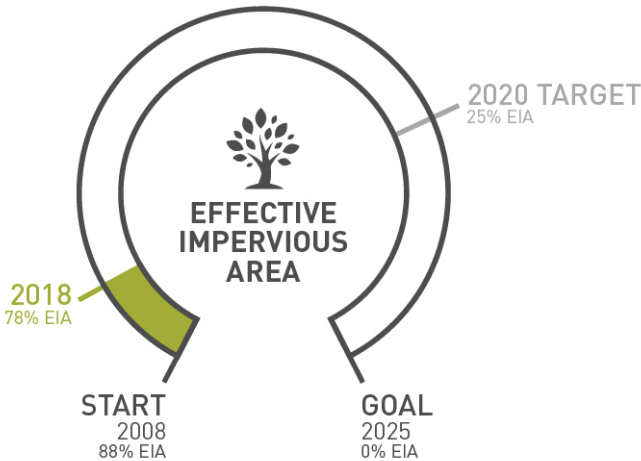 2020 TARGET
25% EIA
EFFECTIVE
IMPERVIOUS
AREA
2018
78% EIA
START
2008
88% EIA
GOAL
2025
0% EIA